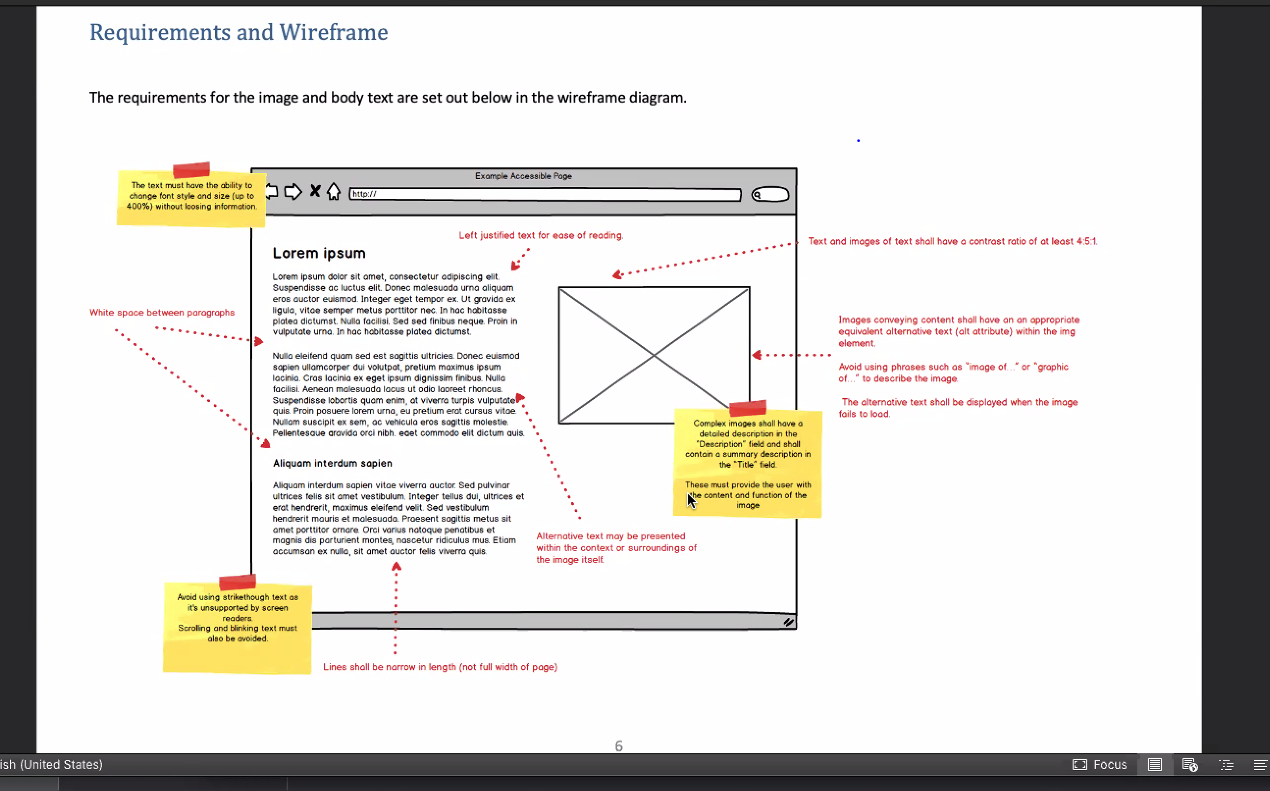 Requirements and Wireframe
The requirements for the image and body text are set out below in the wireframe diagram.
The text must have the ability to
change font style and size (up to
400%) without loosing information.
Example Accessible Page
http://
Left justified text for ease of reading.
Text and images of text shall have a contrast ratio of at least 4:5:1.
Lorem ipsum
Lorem ipsum dolor sit amet, consectetur adipiscing elit.
Suspendisse ac luctus elit. Donec malesuada urna aliquam
eros auctor euismod. Integer eget tempor ex. Ut gravida ex
ligula, vitae semper metus porttitor nec. In hac habitasse
platea dictumst. Nulla facilisi. Sed sed finibus neque. Proin in
vulputate urna. In hac habitasse platea dictumst.
White space between paragraphs
Images conveying content shall have an an appropriate
equivalent alternative text (alt attribute) within the img
element.
Avoid using phrases such as "image of..." or "graphic
of..." to describe the image.
The alternative text shall be displayed when the image
fails to load.
Nulla eleifend quam sed est sagittis ultricies. Donec euismod
sapien ullamcorper dui volutpat, pretium maximus ipsum
lacinia. Cras lacinia ex eget ipsum dignissim finibus. Nulla
facilisi. Aenean malesuada lacus ut odio laoreet rhoncus.
Suspendisse lobortis quam enim, at viverra turpis vulputate
quis. Proin posuere lorem urna, eu pretium erat cursus vitae.
Nullam suscipit ex sem, ac vehicula eros sagittis molestie.
Pellentesque gravida orci nibh, eget commodo elit dictum quis.
Complex images shall have a
detailed description in the
"Description" field and shall
contain a summary description in
the "Title" field.
These must provide the user with
the content and function of the
image
Aliquam interdum sapien
Aliquam interdum sapien vitae viverra auctor. Sed pulvinar
ultrices felis sit amet vestibulum. Integer tellus dui, ultrices et
erat hendrerit, maximus eleifend velit. Sed vestibulum
hendrerit mauris et malesuada. Praesent sagittis metus sit
amet porttitor ornare. Orci varius natoque penatibus et
magnis dis parturient montes, nascetur ridiculus mus. Etiam
accumsan ex nulla, sit amet auctor felis viverra quis.
Alternative text may be presented
within the context or surroundings of
the image itself.
Avoid using strikethough text as
it's unsupported by screen
readers.
Scrolling and blinking text must
also be avoided.
Lines shall be narrow in length (not full width of page)
6
ish (United States)
Focus